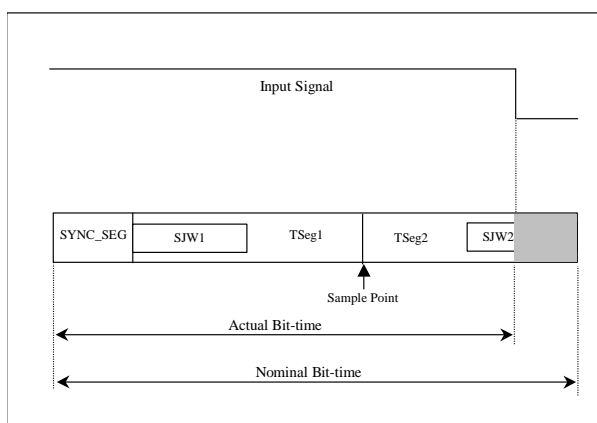 Input Signal
SYNC_SEG SJW1 TSeg1 TSeg2 SJW2
Sample Point
Actual Bit-time
Nominal Bit-time